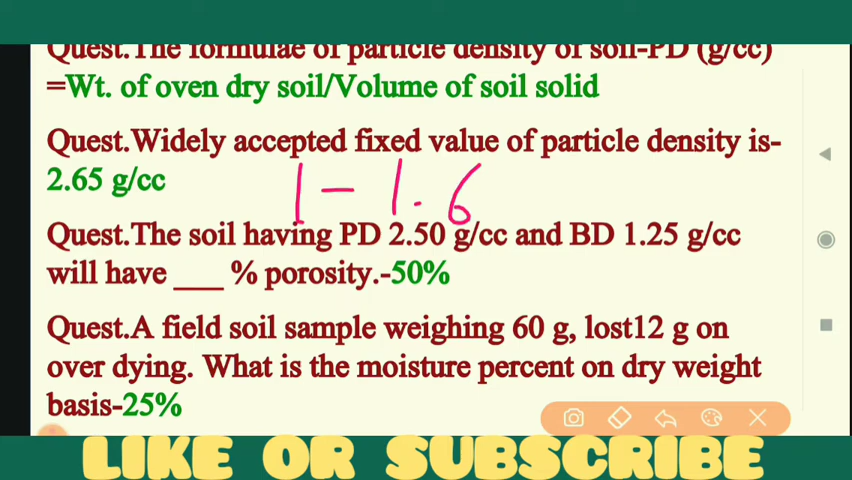 Quest.The formulae of particle density of soil-PD (g/cc)
=Wt. of oven dry soil/Volume of soil solid
Quest.Widely accepted fixed value of particle density is-
2.65 g/cc
1 - 1.6
Quest.The soil having PD 2.50 g/cc and BD 1.25 g/cc
will have ___ % porosity.-50%
Quest.A field soil sample weighing 60 g, lost12 g on
over dying. What is the moisture percent on dry weight
basis-25%
LIKE OR SUBSCRIBE